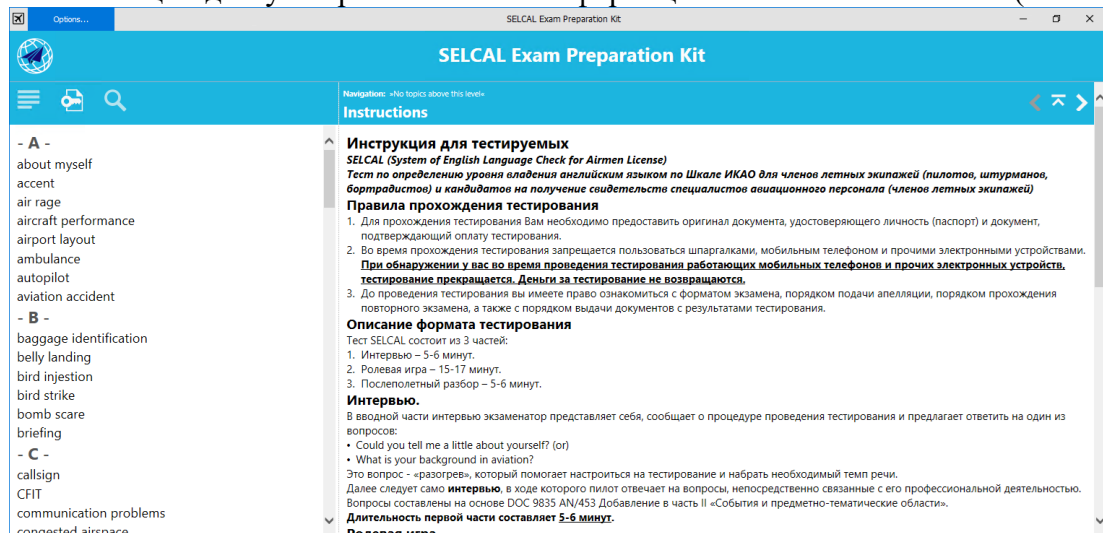 Options...
SELCAL Exam Preparation Kit
SELCAL Exam Preparation Kit
Navigation: »No topics above this level«
Instructions
- A -
about myself
accent
air rage
aircraft performance
airport layout
ambulance
autopilot
aviation accident
- B -
baggage identification
belly landing
bird injestion
bird strike
bomb scare
briefing
- C -
callsign
CFIT
communication problems
congested airspace
Инструкция для тестируемых
SELCAL (System of English Language Check for Airmen License)
Тест по определению уровня владения английским языком по Шкале ИКАО для членов летных экипажей (пилотов, штурманов,
бортрадистов) и кандидатов на получение свидетельств специалистов авиационного персонала (членов летных экипажей)
Правила прохождения тестирования
1. Для прохождения тестирования Вам необходимо предоставить оригинал документа, удостоверяющего личность (паспорт) и документ,
подтверждающий оплату тестирования.
2. Во время прохождения тестирования запрещается пользоваться шпаргалками, мобильным телефоном и прочими электронными устройствами.
При обнаружении у вас во время проведения тестирования работающих мобильных телефонов и прочих электронных устройств,
тестирование прекращается. Деньги за тестирование не возвращаются.
3. До проведения тестирования вы имеете право ознакомиться с форматом экзамена, порядком подачи апелляции, порядком прохождения
повторного экзамена, а также с порядком выдачи документов с результатами тестирования.
Описание формата тестирования
Тест SELCAL состоит из 3 частей:
1. Интервью – 5-6 минут.
2. Ролевая игра – 15-17 минут.
3. Послеполетный разбор – 5-6 минут.
Интервью.
В вводной части интервью экзаменатор представляет себя, сообщает о процедуре проведения тестирования и предлагает ответить на один из
вопросов:
• Could you tell me a little about yourself? (or)
• What is your background in aviation?
Это вопрос - «разогрев», который помогает настроиться на тестирование и набрать необходимый темп речи.
Далее следует само интервью, в ходе которого пилот отвечает на вопросы, непосредственно связанные с его профессиональной деятельностью.
Вопросы составлены на основе DOC 9835 AN/453 Добавление в часть II «События и предметно-тематические области».
Длительность первой части составляет 5-6 минут.
Ролевая игра